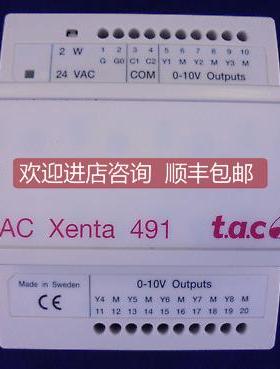 2 W
24 VAC
1 2 3 4 5 6 7 8 9 10
G G0 C1 C2 Y1 M Y2 M Y3 M
COM 0-10V Outputs
欢迎进店咨询 顺丰包邮
AC Xenta 491
t.a.c
Made in Sweden
CE
0-10V Outputs
Y4 M Y5 M Y6 M Y7 M Y8 M
11 12 13 14 15 16 17 18 19 20